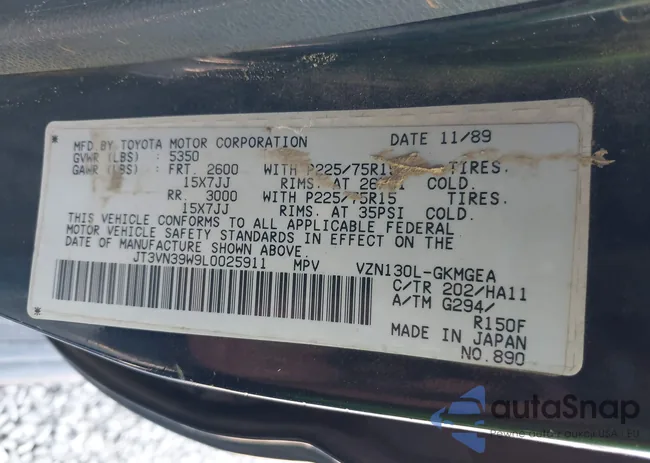 MFD BY TOYOTA MOTOR CORPORATION DATE 11/89
GVWR (LBS) : 5350
GAWR (LBS) : FRT. 2600 WITH P225/75R15 TIRES.
15X7JJ RIMS. AT COLD.
RR. 3000 WITH P225/75R15 TIRES.
15X7JJ RIMS. AT 35PSI COLD.
THIS VEHICLE CONFORMS TO ALL APPLICABLE FEDERAL
MOTOR VEHICLE SAFETY STANDARDS IN EFFECT ON THE
DATE OF MANUFACTURE SHOWN ABOVE.
JT3VN39W9L0025911 MPV VZN130L-GKMGEA
C/TR 202/HA11
A/TM G294/
R150F
MADE IN JAPAN
NO.890
autaSnap